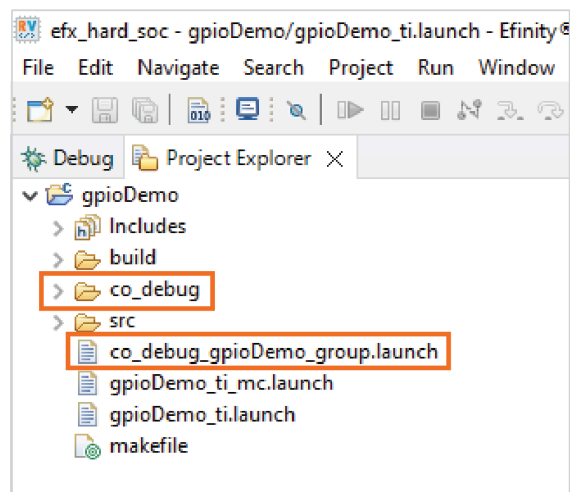 efx_hard_soc - gpioDemo/gpioDemo_ti.launch - Efinity®
File Edit Navigate Search Project Run Window
Debug Project Explorer
gpioDemo
Includes
build
co_debug
src
co_debug_gpioDemo_group.launch
gpioDemo_ti_mc.launch
gpioDemo_ti.launch
makefile